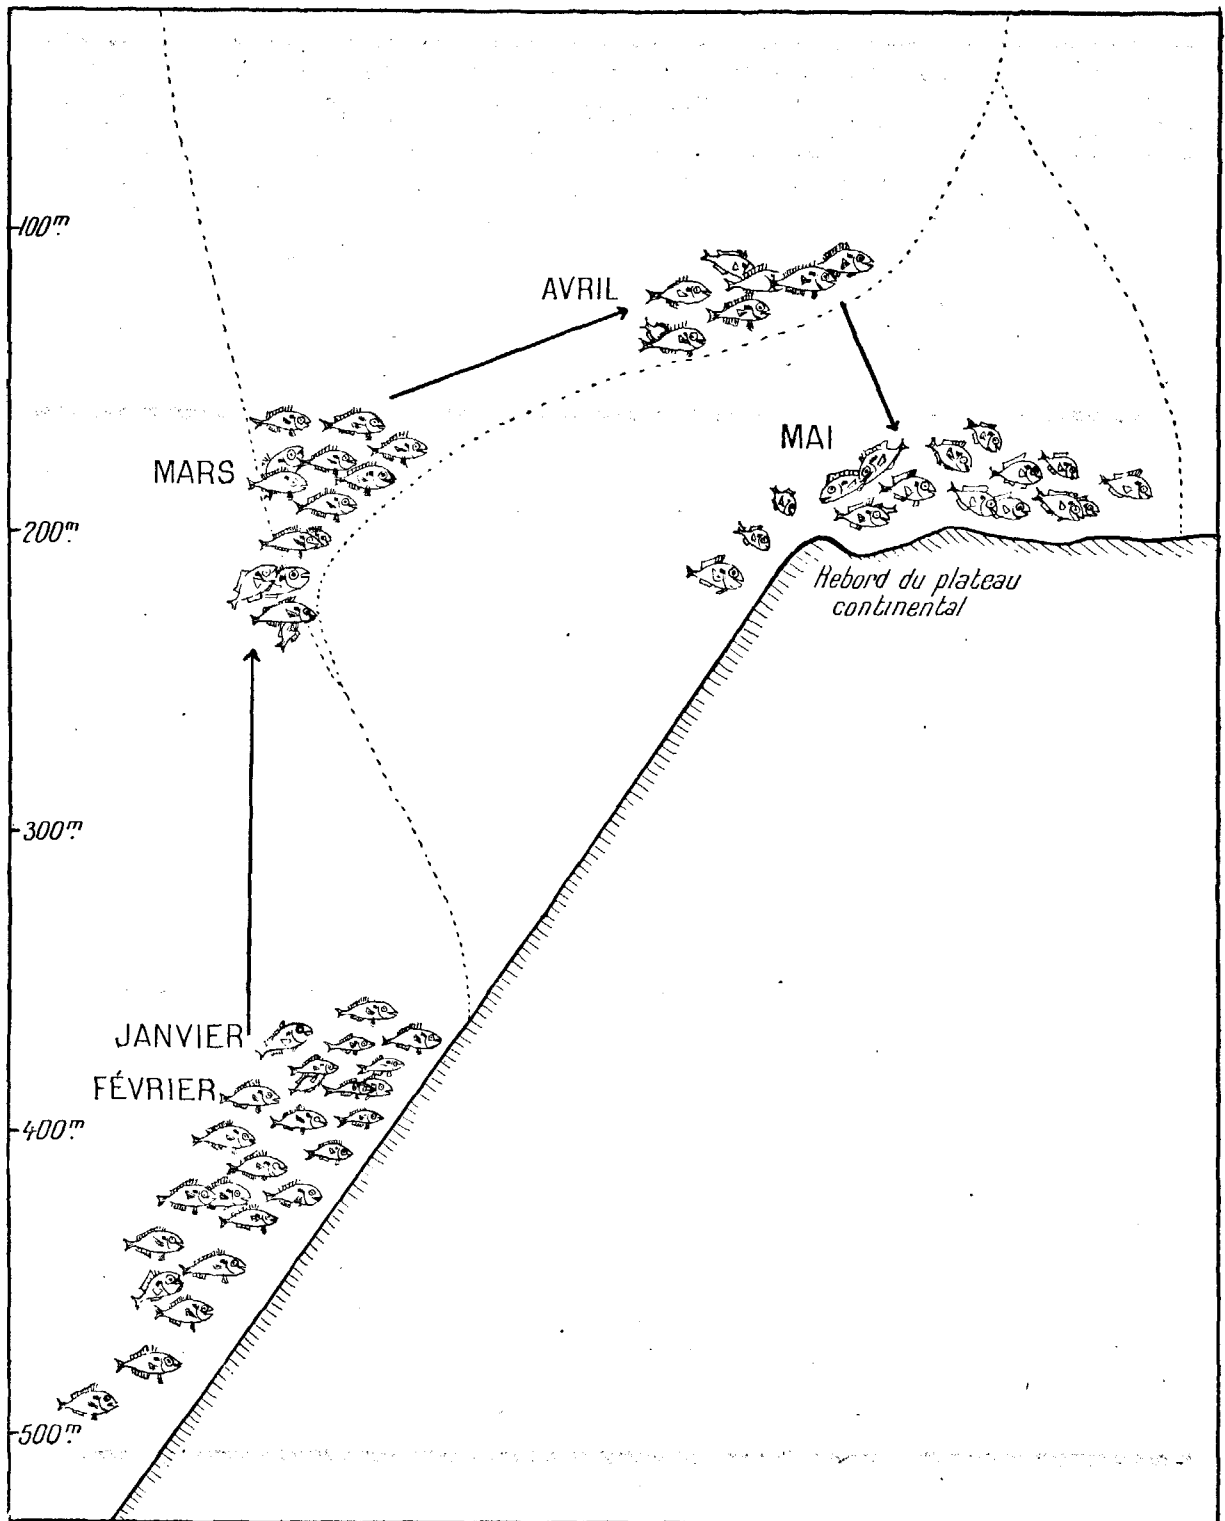 100m
AVRIL
MAI
MARS
200m
Rebord du plateau
continental
300m
JANVIER
FÉVRIER
400m
500m